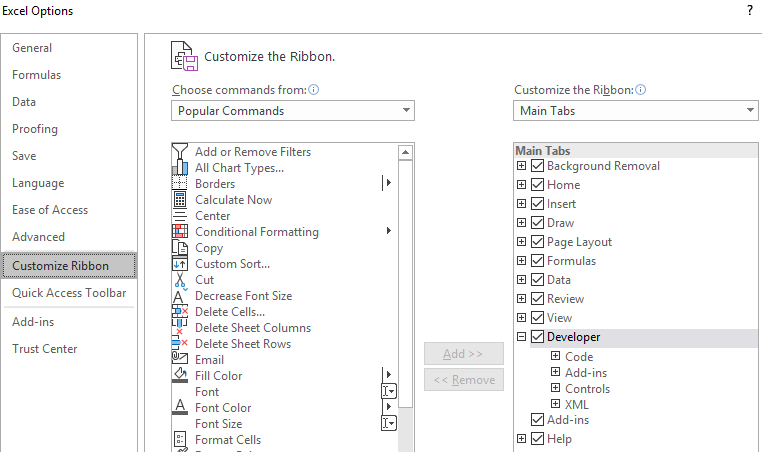 Excel Options
?
General
Formulas
Data
Proofing
Save
Language
Ease of Access
Advanced
Customize Ribbon
Quick Access Toolbar
Add-ins
Trust Center
Customize the Ribbon.
Choose commands from:
Popular Commands
Add or Remove Filters
All Chart Types...
Borders
Calculate Now
Center
Conditional Formatting
Copy
Custom Sort...
Cut
Decrease Font Size
Delete Cells...
Delete Sheet Columns
Delete Sheet Rows
Email
Fill Color
Font
Font Color
Font Size
Format Cells
Add >>
<< Remove
Customize the Ribbon:
Main Tabs
Main Tabs
Background Removal
Home
Insert
Draw
Page Layout
Formulas
Data
Review
View
Developer
Code
Add-ins
Controls
XML
Add-ins
Help